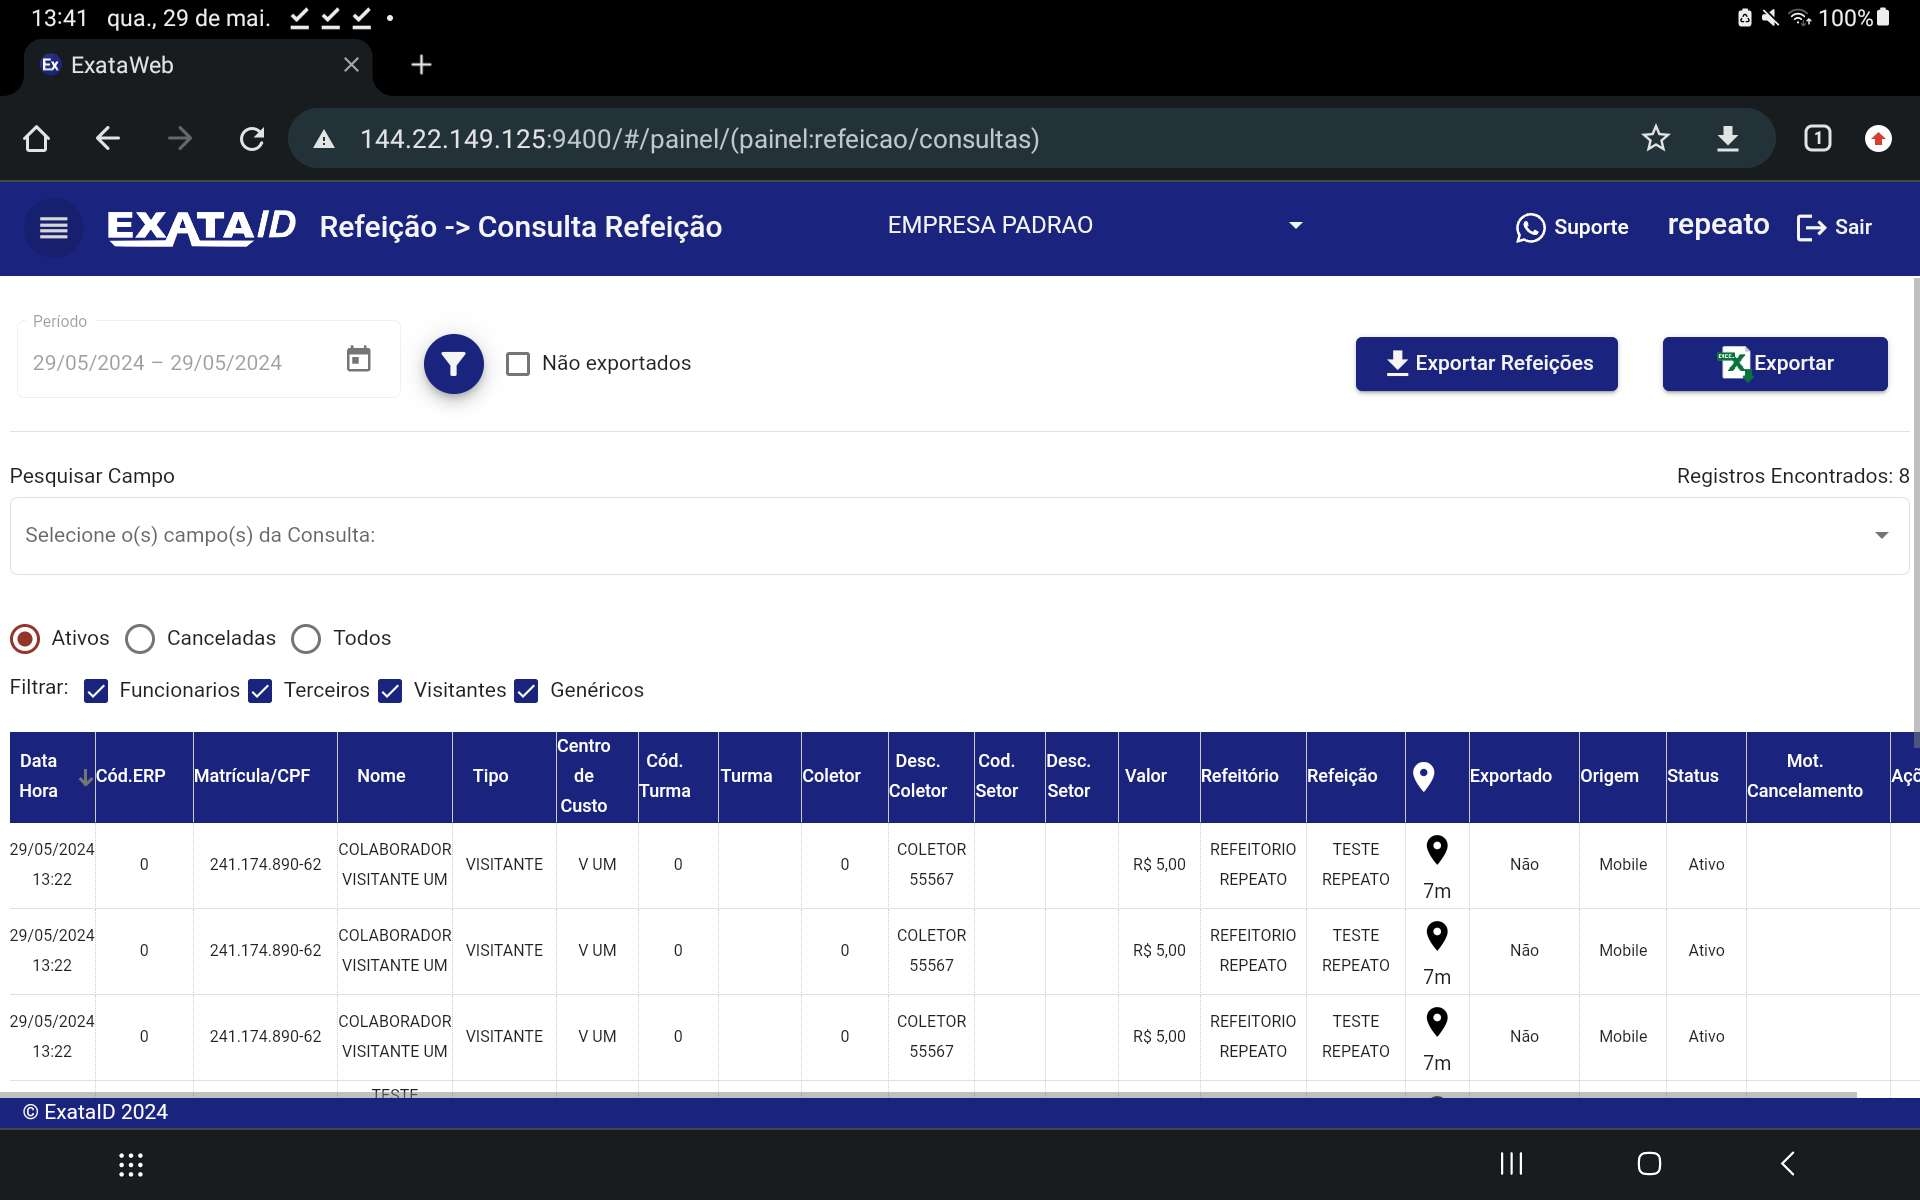 13:41 qua., 29 de mai.
100%
Ex ExataWeb
144.22.149.125:9400/#/painel/(painel:refeicao/consultas)
1
EXATAID Refeição -> Consulta Refeição EMPRESA PADRAO Suporte repeato Sair
Período
29/05/2024 – 29/05/2024
Não exportados
Exportar Refeições
Exportar
Pesquisar Campo
Registros Encontrados: 8
Selecione o(s) campo(s) da Consulta:
Ativos Canceladas Todos
Filtrar: Funcionarios Terceiros Visitantes Genéricos
Data Hora Cód.ERP Matrícula/CPF Nome Tipo Centro de Custo Cód. Turma Turma Coletor Desc. Coletor Cod. Setor Desc. Setor Valor Refeitório Refeição Exportado Origem Status Mot. Cancelamento Açõ
29/05/2024 13:22 0 241.174.890-62 COLABORADOR VISITANTE UM VISITANTE V UM 0 0 COLETOR 55567 R$ 5,00 REFEITORIO REPEATO TESTE REPEATO 7m Não Mobile Ativo
29/05/2024 13:22 0 241.174.890-62 COLABORADOR VISITANTE UM VISITANTE V UM 0 0 COLETOR 55567 R$ 5,00 REFEITORIO REPEATO TESTE REPEATO 7m Não Mobile Ativo
29/05/2024 13:22 0 241.174.890-62 COLABORADOR VISITANTE UM VISITANTE V UM 0 0 COLETOR 55567 R$ 5,00 REFEITORIO REPEATO TESTE REPEATO 7m Não Mobile Ativo
TESTE
© ExataID 2024